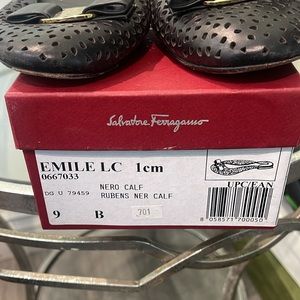 Salvatore Ferragamo
EMILE LC 1cm
0667033
NERO CALF
DG U 79459 RUBENS NER CALF
UPC/EAN
9 B 701
8 058571 700050